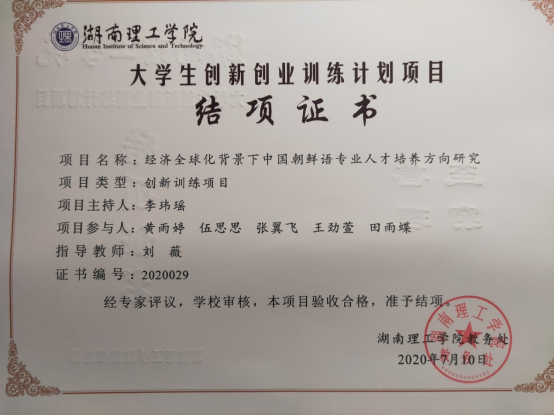 湖南理工学院
Hunan Institute of Science and Technology
大学生创新创业训练计划项目
结项证书
项目名称：经济全球化背景下中国朝鲜语专业人才培养方向研究
项目类型：创新训练项目
项目主持人：李玮瑶
项目参与人：黄雨婷 伍思思 张翼飞 王劲萱 田雨蝶
指导教师：刘 薇
证书编号：2020029
经专家评议，学校审核，本项目验收合格，准予结项。
湖南理工学院教务处
2020年7月10日